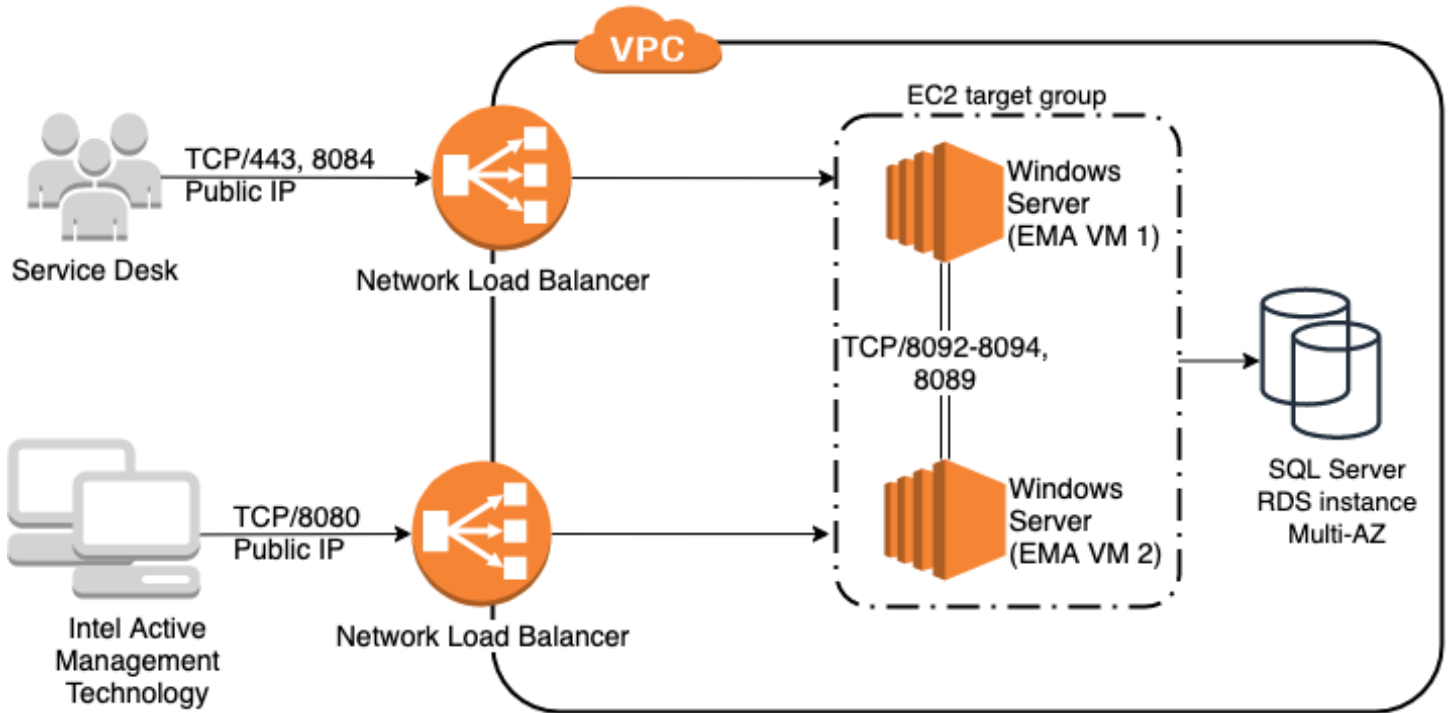 VPC
EC2 target group
TCP/443, 8084
Public IP
Service Desk
Network Load Balancer
Windows
Server
(EMA VM 1)
TCP/8092-8094,
8089
SQL Server
RDS instance
Multi-AZ
TCP/8080
Public IP
Intel Active
Management
Technology
Network Load Balancer
Windows
Server
(EMA VM 2)